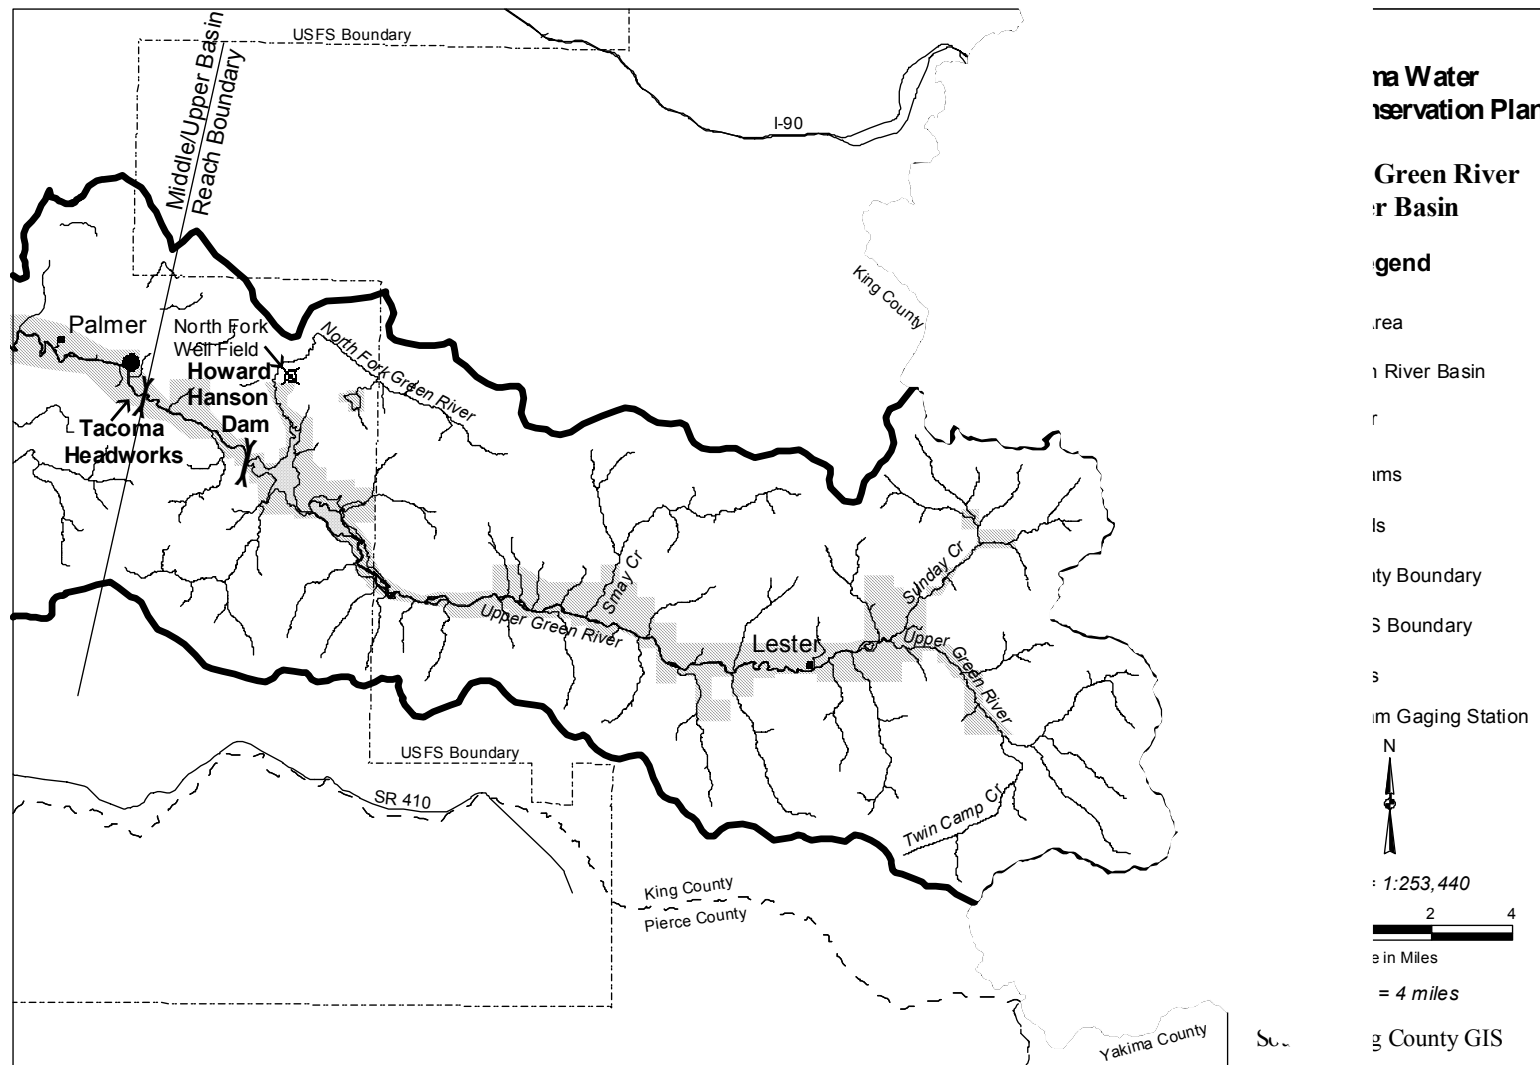 USFS Boundary
Middle/Upper Basin
Reach Boundary
I-90
King County
Palmer
North Fork
Well Field
Howard
Hanson
Dam
North Fork Green River
Tacoma
Headworks
Smay Cr
Sunday Cr
Upper Green River
Lester
Upper Green River
USFS Boundary
SR 410
Twin Camp Cr
King County
Pierce County
Yakima County
ma Water
nservation Plan
Green River
er Basin
gend
rea
River Basin
r
ms
ls
nty Boundary
S Boundary
s
am Gaging Station
N
= 1:253,440
2 4
e in Miles
= 4 miles
g County GIS